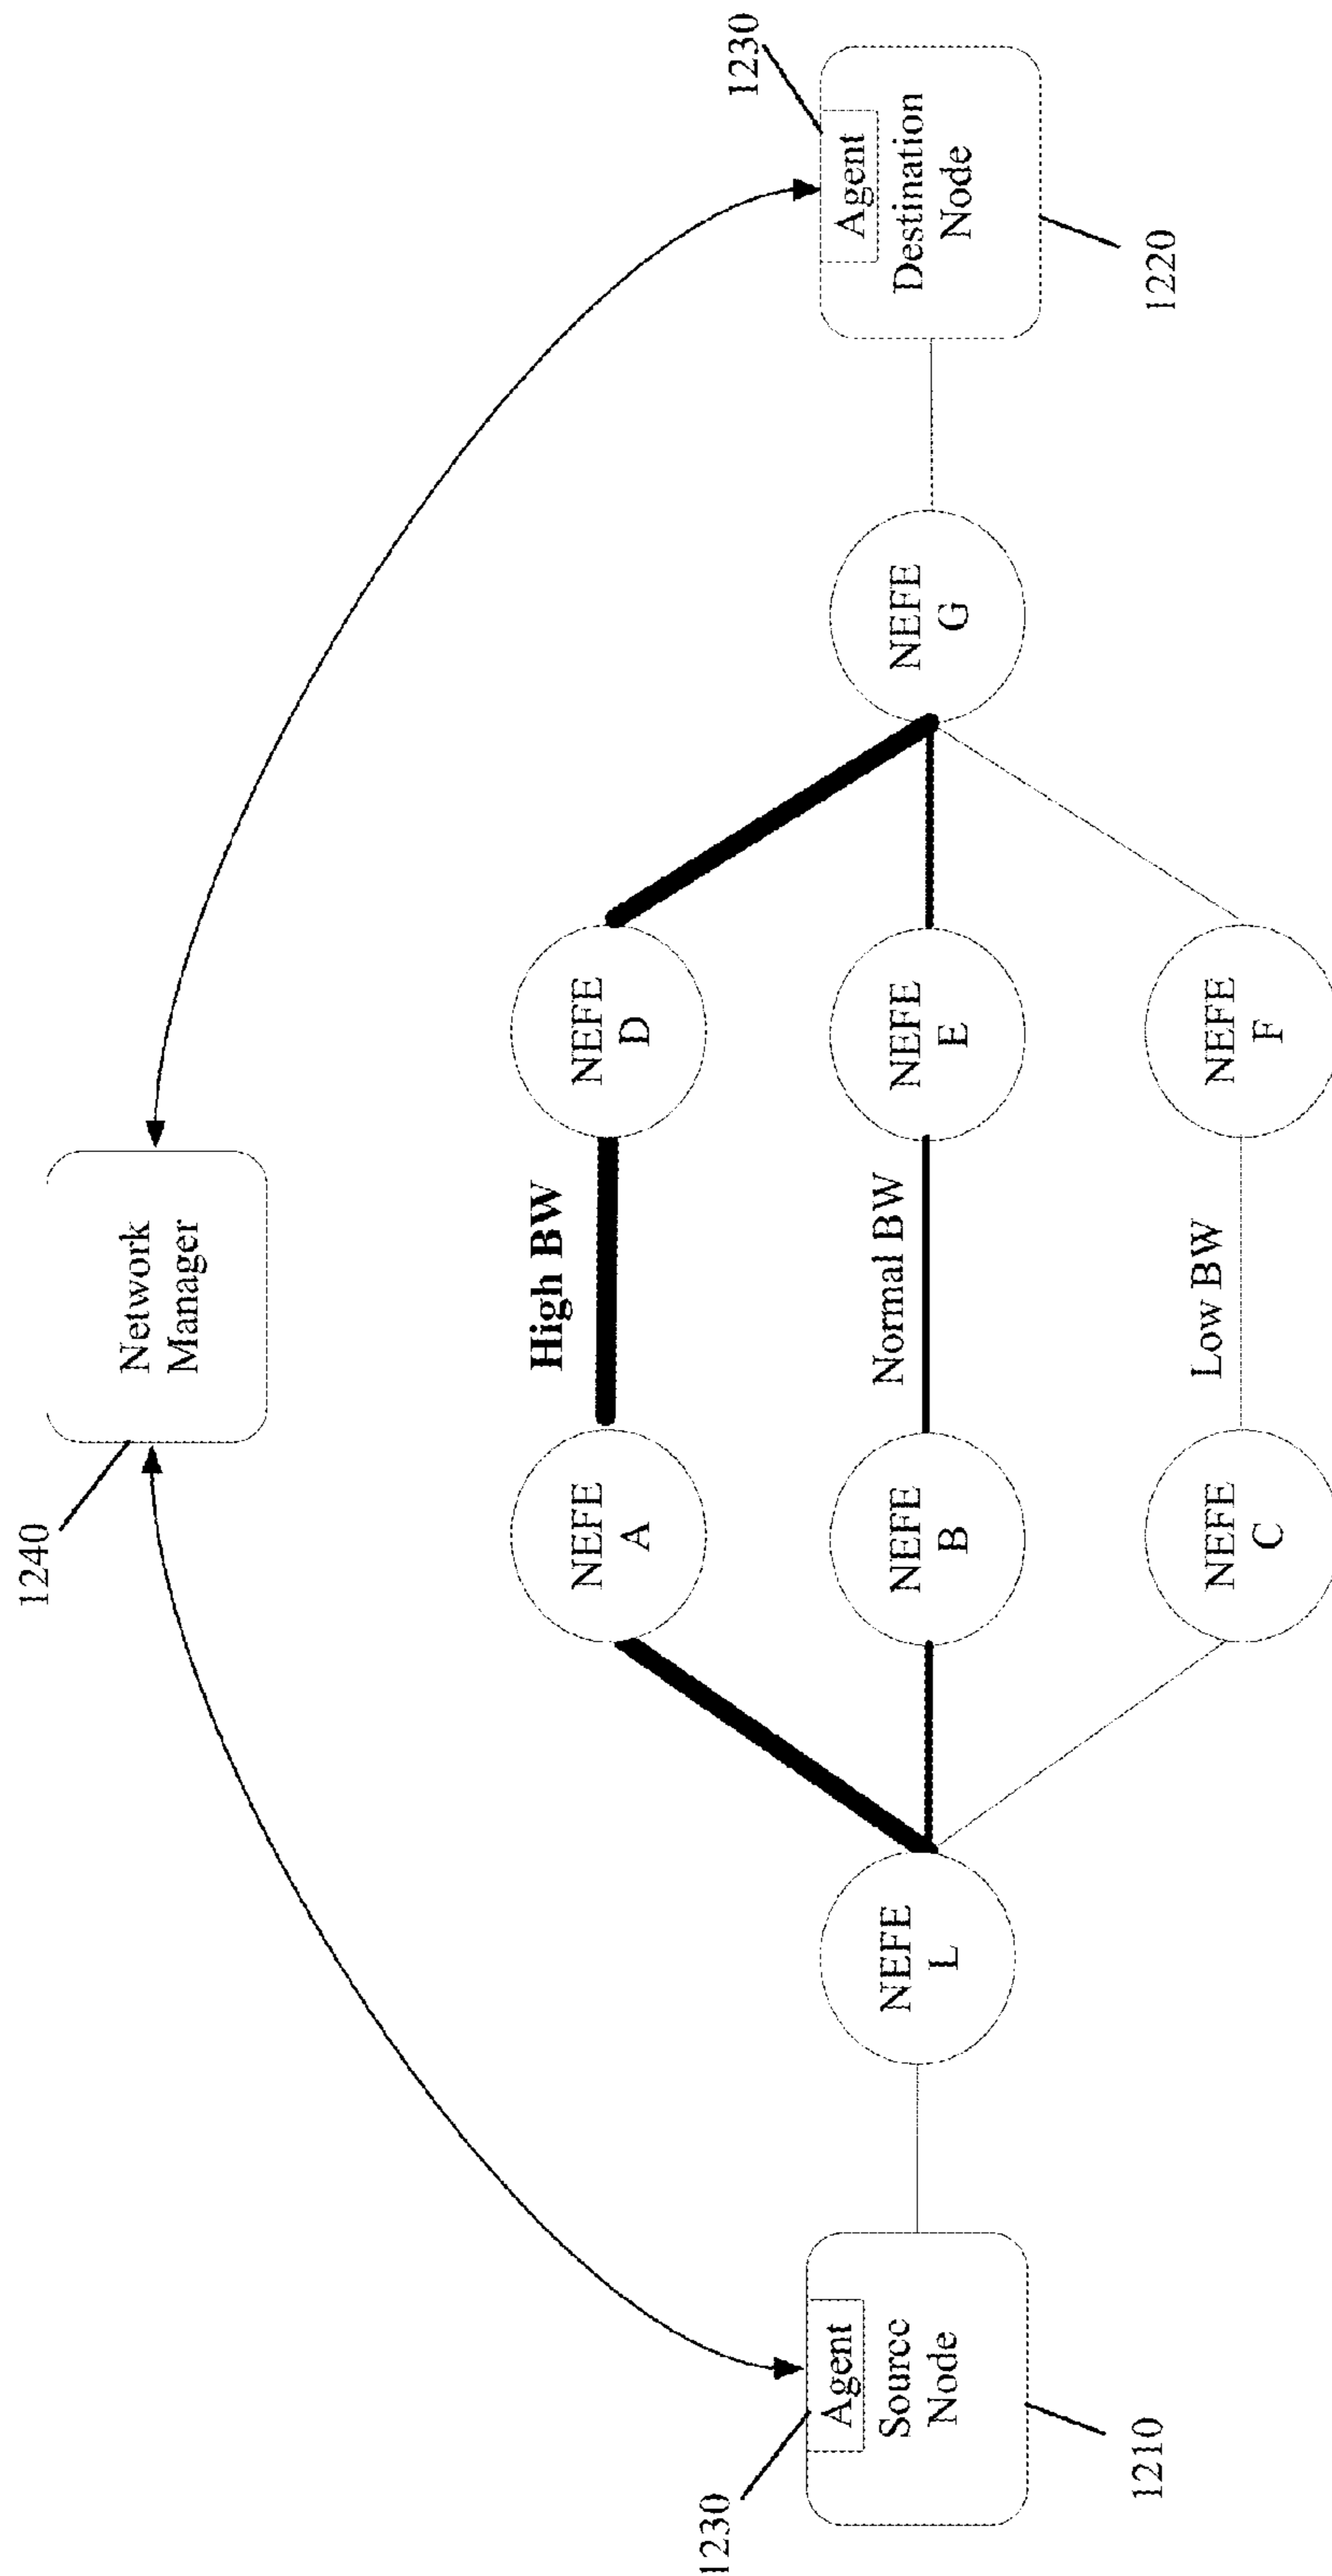 1240
Network
Manager
1230
Agent
Source
Node
1210
NEFE
L
NEFE
A
High BW
NEFE
D
NEFE
B
Normal BW
NEFE
E
NEFE
C
Low BW
NEFE
F
NEFE
G
1230
Agent
Destination
Node
1220